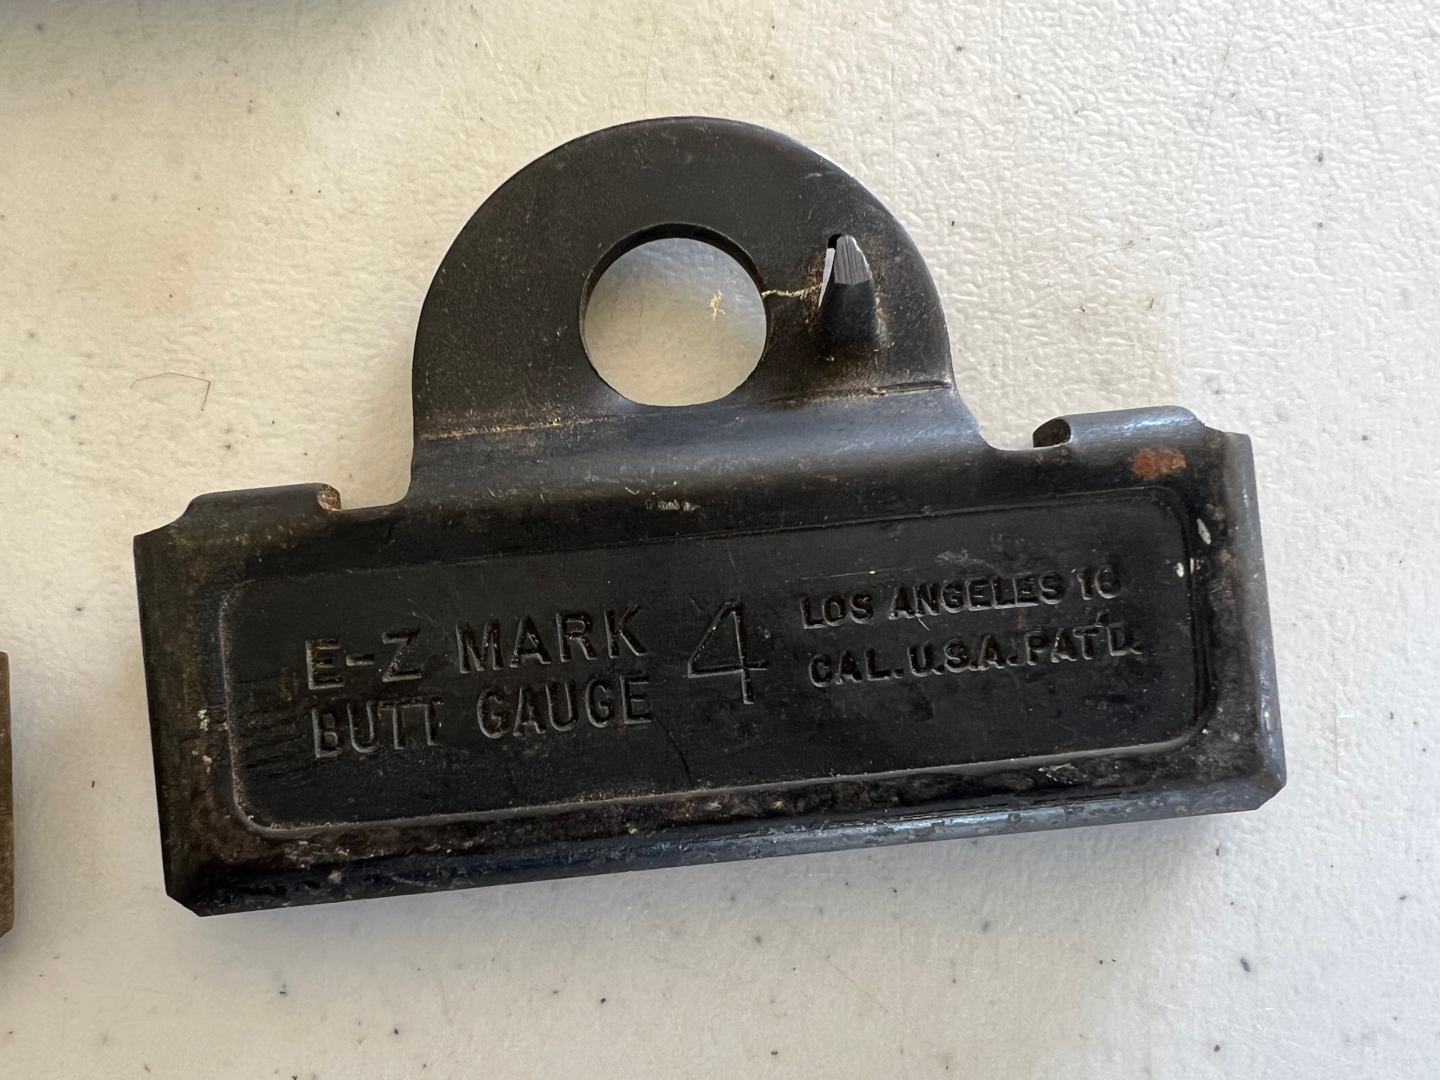 E-Z MARK
BUTT GAUGE
4
LOS ANGELES 16
CAL.U.S.A.PAT'D.